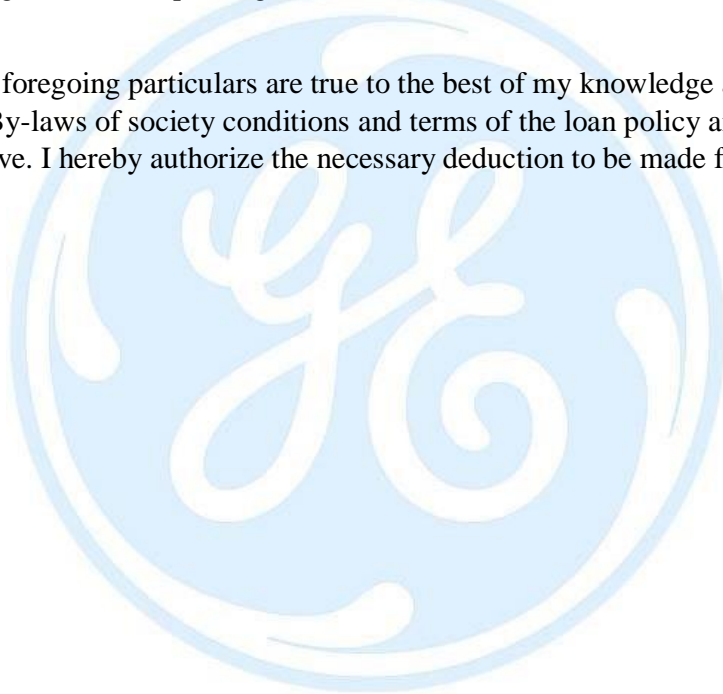 foregoing particulars are true to the best of my knowledge
By-laws of society conditions and terms of the loan policy
ve. I hereby authorize the necessary deduction to be made f
GE